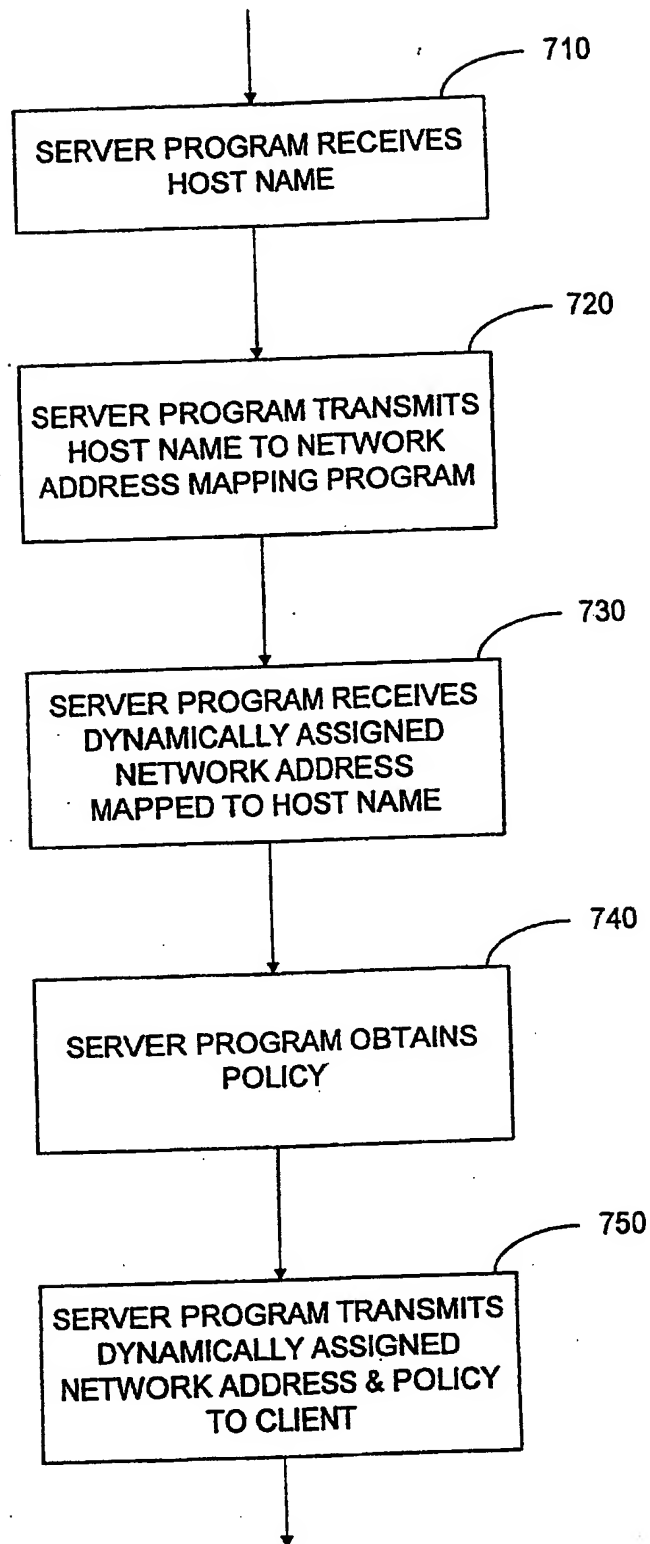 710
SERVER PROGRAM RECEIVES
HOST NAME
720
SERVER PROGRAM TRANSMITS
HOST NAME TO NETWORK
ADDRESS MAPPING PROGRAM
730
SERVER PROGRAM RECEIVES
DYNAMICALLY ASSIGNED
NETWORK ADDRESS
MAPPED TO HOST NAME
740
SERVER PROGRAM OBTAINS
POLICY
750
SERVER PROGRAM TRANSMITS
DYNAMICALLY ASSIGNED
NETWORK ADDRESS & POLICY
TO CLIENT